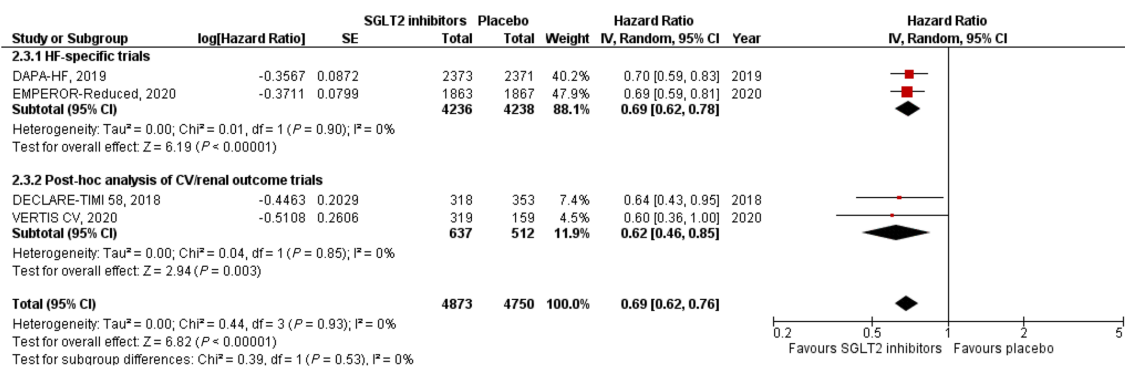 SGLT2 inhibitors Placebo Hazard Ratio Hazard Ratio
Study or Subgroup log[Hazard Ratio] SE Total Total Weight IV, Random, 95% CI Year IV, Random, 95% CI
2.3.1 HF-specific trials
DAPA-HF, 2019 -0.3567 0.0872 2373 2371 40.2% 0.70 [0.59, 0.83] 2019
EMPEROR-Reduced, 2020 -0.3711 0.0799 1863 1867 47.9% 0.69 [0.59, 0.81] 2020
Subtotal (95% CI) 4236 4238 88.1% 0.69 [0.62, 0.78]
Heterogeneity: Tau² = 0.00; Chi² = 0.01, df = 1 (P = 0.90); I² = 0%
Test for overall effect: Z = 6.19 (P < 0.00001)
2.3.2 Post-hoc analysis of CV/renal outcome trials
DECLARE-TIMI 58, 2018 -0.4463 0.2029 318 353 7.4% 0.64 [0.43, 0.95] 2018
VERTIS CV, 2020 -0.5108 0.2606 319 159 4.5% 0.60 [0.36, 1.00] 2020
Subtotal (95% CI) 637 512 11.9% 0.62 [0.46, 0.85]
Heterogeneity: Tau² = 0.00; Chi² = 0.04, df = 1 (P = 0.85); I² = 0%
Test for overall effect: Z = 2.94 (P = 0.003)
Total (95% CI) 4873 4750 100.0% 0.69 [0.62, 0.76]
Heterogeneity: Tau² = 0.00; Chi² = 0.44, df = 3 (P = 0.93); I² = 0%
Test for overall effect: Z = 6.82 (P < 0.00001)
Test for subgroup differences: Chi² = 0.39, df = 1 (P = 0.53), I² = 0%
0.2 0.5 1 2 5
Favours SGLT2 inhibitors Favours placebo